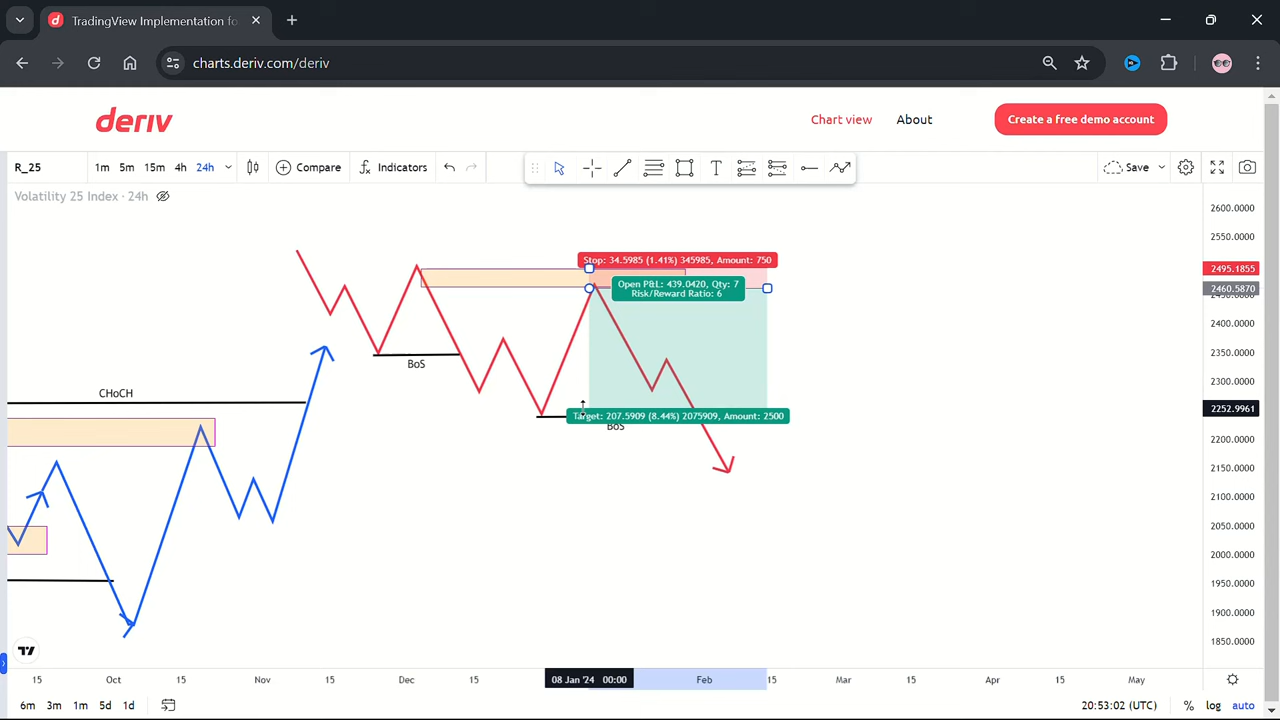 TradingView Implementation fo
charts.deriv.com/deriv
deriv
Chart view
About
Create a free demo account
R_25
1m 5m 15m 4h 24h
Compare
Indicators
Save
Volatility 25 Index · 24h
2600.0000
2550.0000
2495.1855
2460.5870
2400.0000
2350.0000
2300.0000
2252.9961
2200.0000
2150.0000
2100.0000
2050.0000
2000.0000
1950.0000
1900.0000
1850.0000
Stop: 34.5985 (1.41%) 345985, Amount: 750
Open P&L: 439.0420, Qty: 7
Risk/Reward Ratio: 6
BoS
CHoCH
Target: 207.5909 (8.44%) 2075909, Amount: 2500
BoS
15 Oct 15 Nov 15 Dec 15 08 Jan '24 00:00 Feb 15 Mar 15 Apr 15 May
6m 3m 1m 5d 1d
20:53:02 (UTC)
% log auto